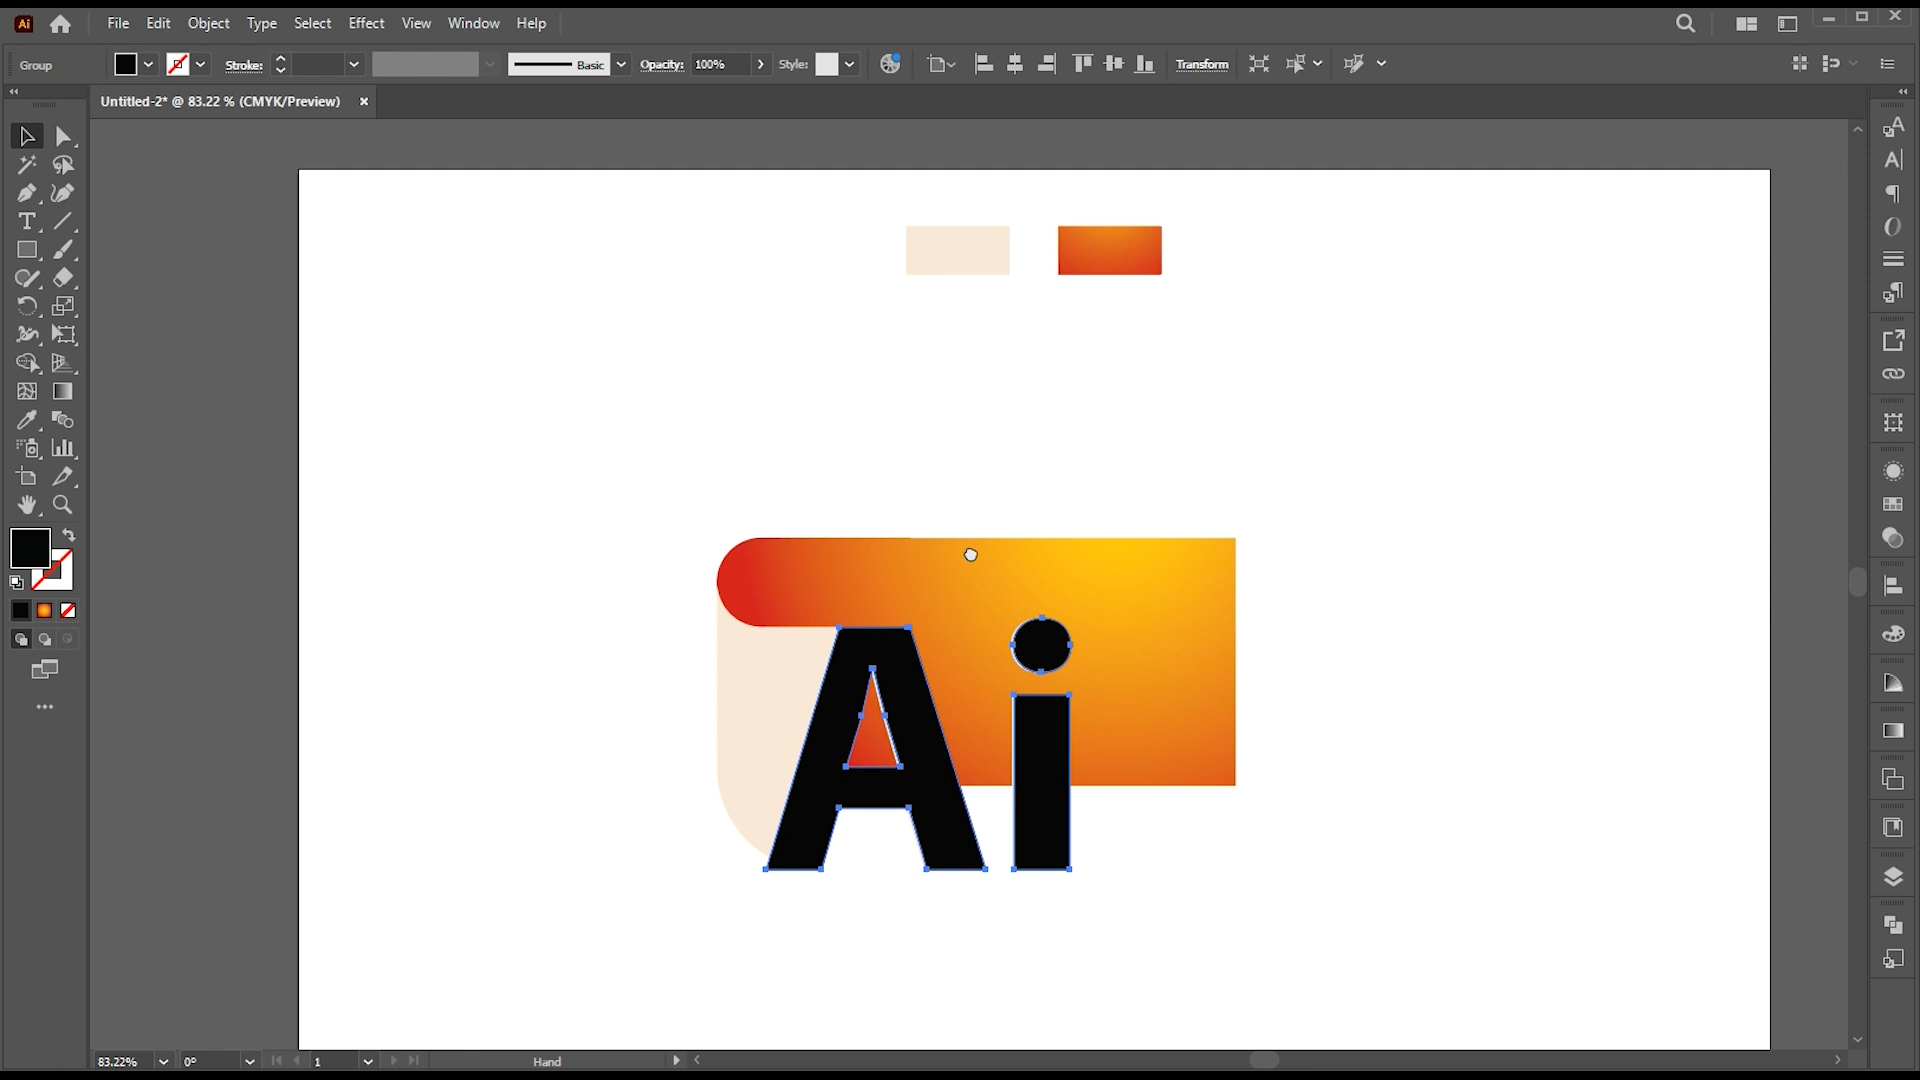 Ai File Edit Object Type Select Effect View Window Help
Group Stroke: Basic Opacity: 100% Style: Transform
Untitled-2* @ 83.22 % (CMYK/Preview) ×
Ai
83.22% 0° 1 Hand